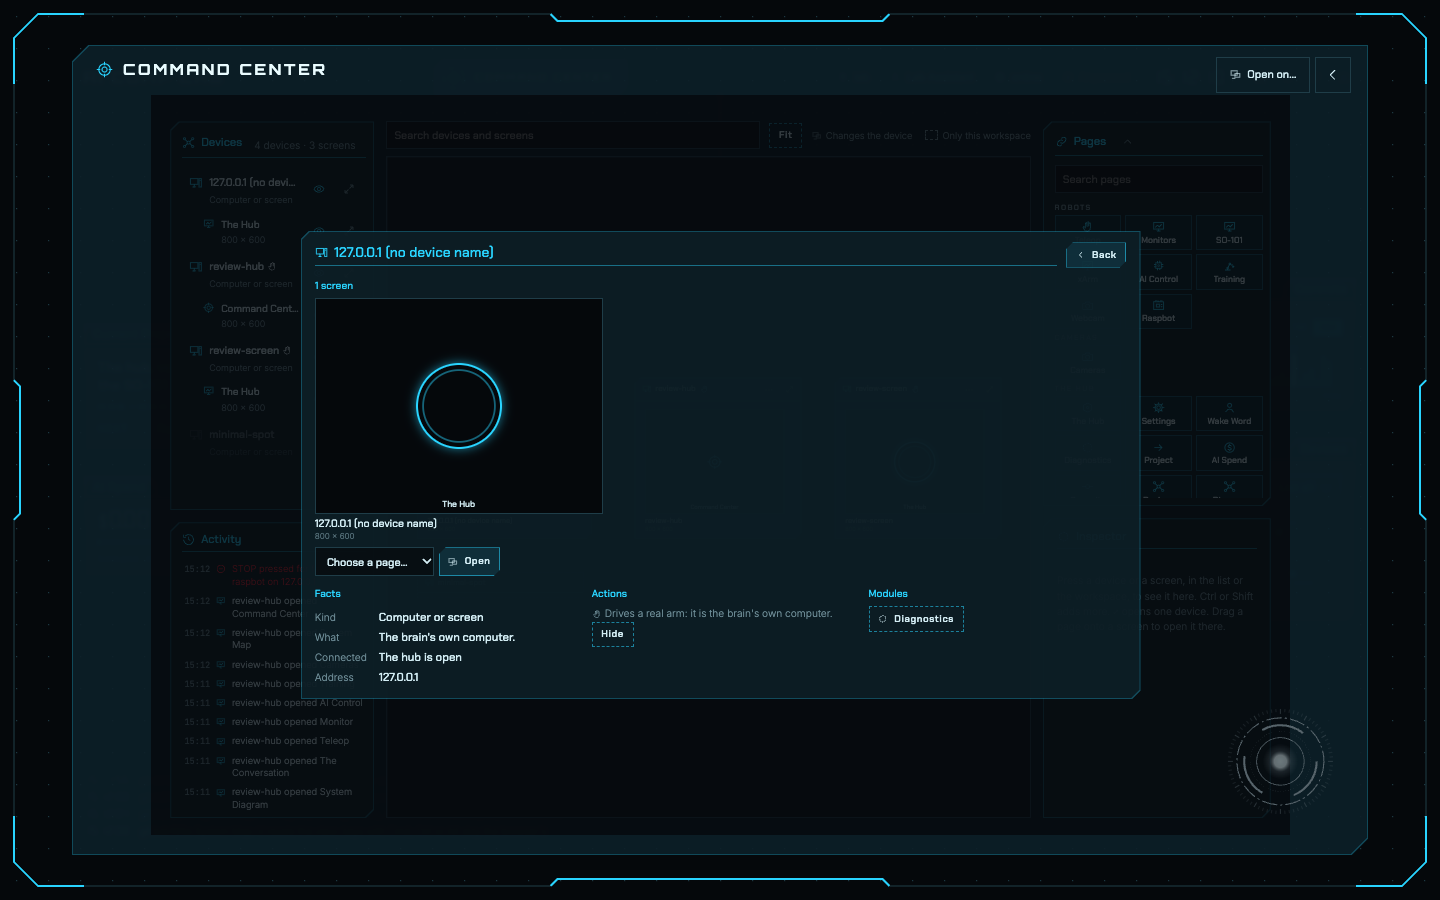 COMMAND CENTER
Open on...
Devices
4 devices · 3 screens
Search devices and screens
Fit
Changes the device
Only this workspace
Pages
Search pages
127.0.0.1 (no devi...
Computer or screen
The Hub
800 × 600
review-hub
Computer or screen
Command Cent...
800 × 600
review-screen
Computer or screen
The Hub
800 × 600
minimal-spot
Computer or screen
ROBOTS
Monitors
SO-101
AI Control
Training
Raspbot
Settings
Wake Word
Project
AI Spend
127.0.0.1 (no device name)
Back
1 screen
The Hub
127.0.0.1 (no device name)
800 × 600
Choose a page...
Open
Facts
Kind
Computer or screen
What
The brain's own computer.
Connected
The hub is open
Address
127.0.0.1
Actions
Drives a real arm: it is the brain's own computer.
Hide
Modules
Diagnostics
Activity
15:12
STOP pressed
raspbot on 127.0
15:12
review-hub ope
Command Cent
15:12
review-hub ope
Map
15:12
review-hub ope
15:11
review-hub ope
15:11
review-hub opened AI Control
15:11
review-hub opened Monitor
15:11
review-hub opened Teleop
15:11
review-hub opened The
Conversation
15:11
review-hub opened System
Diagram
a screen, in the list or
see it here. Ctrl or Shift
ns one device. Drag a
n to open it there.